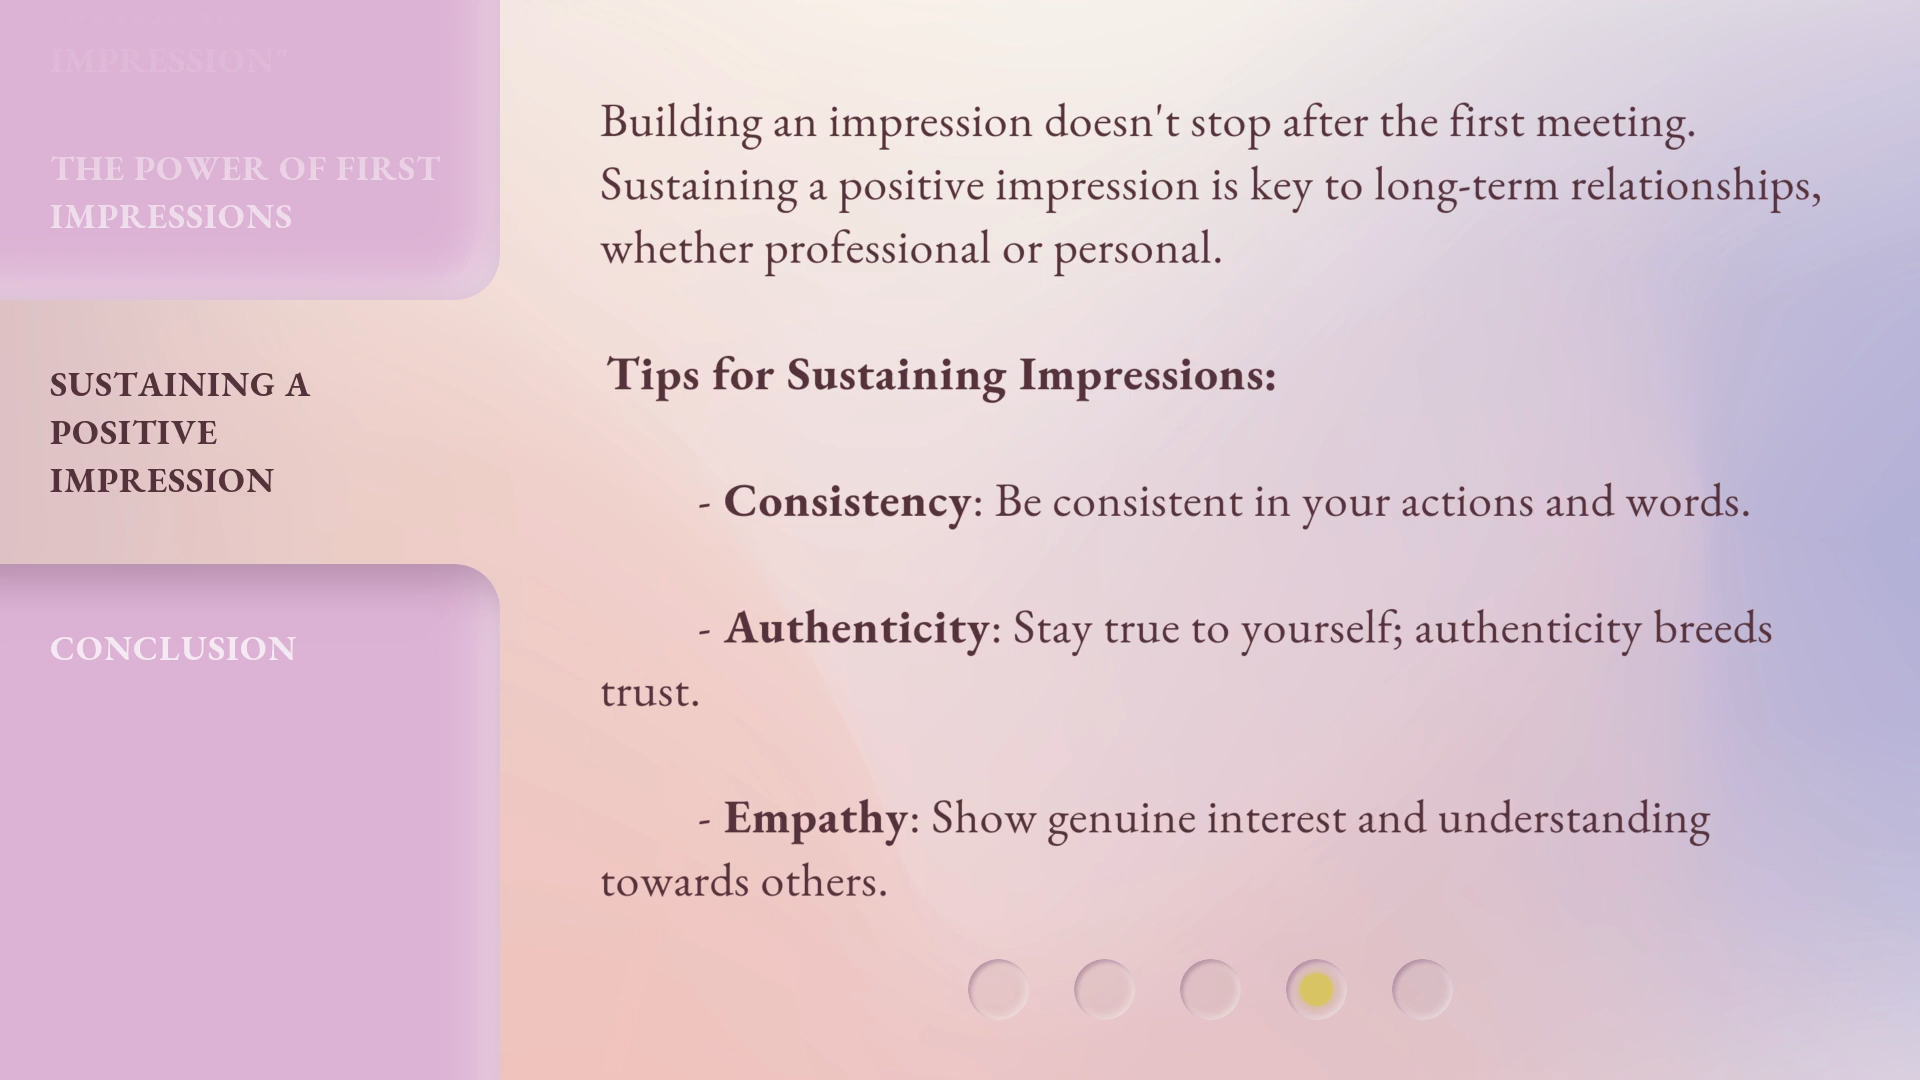 IMPRESSION"
THE POWER OF FIRST
IMPRESSIONS
SUSTAINING A
POSITIVE
IMPRESSION
CONCLUSION
Building an impression doesn't stop after the first meeting.
Sustaining a positive impression is key to long-term relationships,
whether professional or personal.
Tips for Sustaining Impressions:
- Consistency: Be consistent in your actions and words.
- Authenticity: Stay true to yourself; authenticity breeds
trust.
- Empathy: Show genuine interest and understanding
towards others.